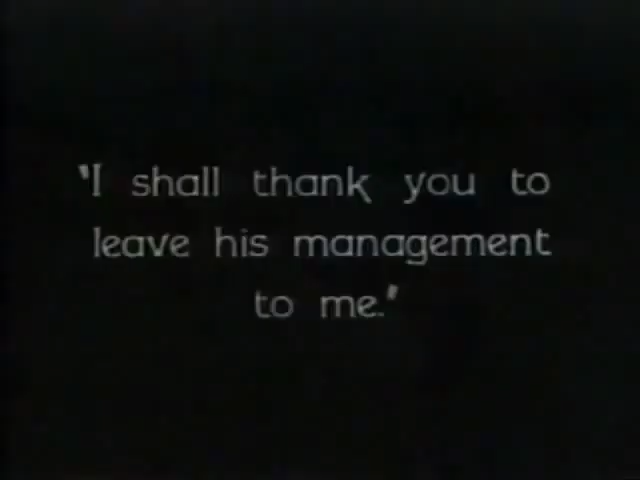 "I shall thank you to
leave his management
to me."